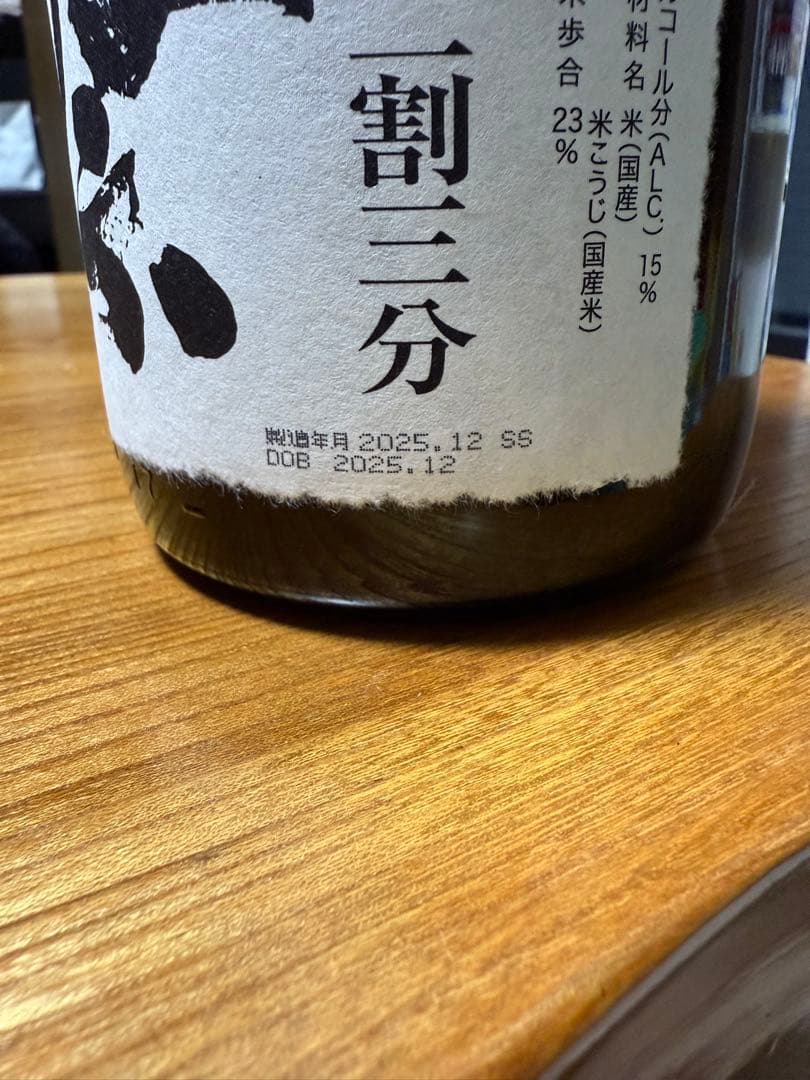 コール分(ALC.) 15%
材料名 米(国産)
米こうじ(国産米)
米歩合 23%
割三分
製造年月 2025.12 SS
DOB 2025.12